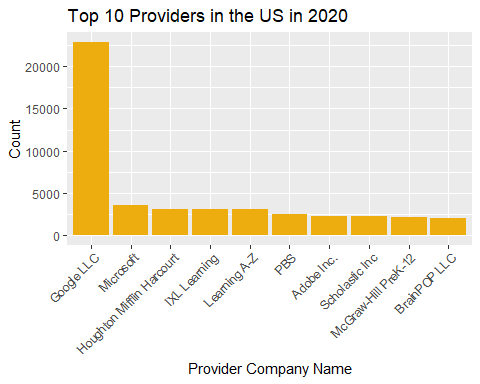 Top 10 Providers in the US in 2020
Count
20000
15000
10000
5000
0
Google LLC
Microsoft
Houghton Mifflin Harcourt
IXL Learning
Learning A-Z
PBS
Adobe Inc.
Scholastic Inc
McGraw-Hill PreK-12
BrainPOP LLC
Provider Company Name